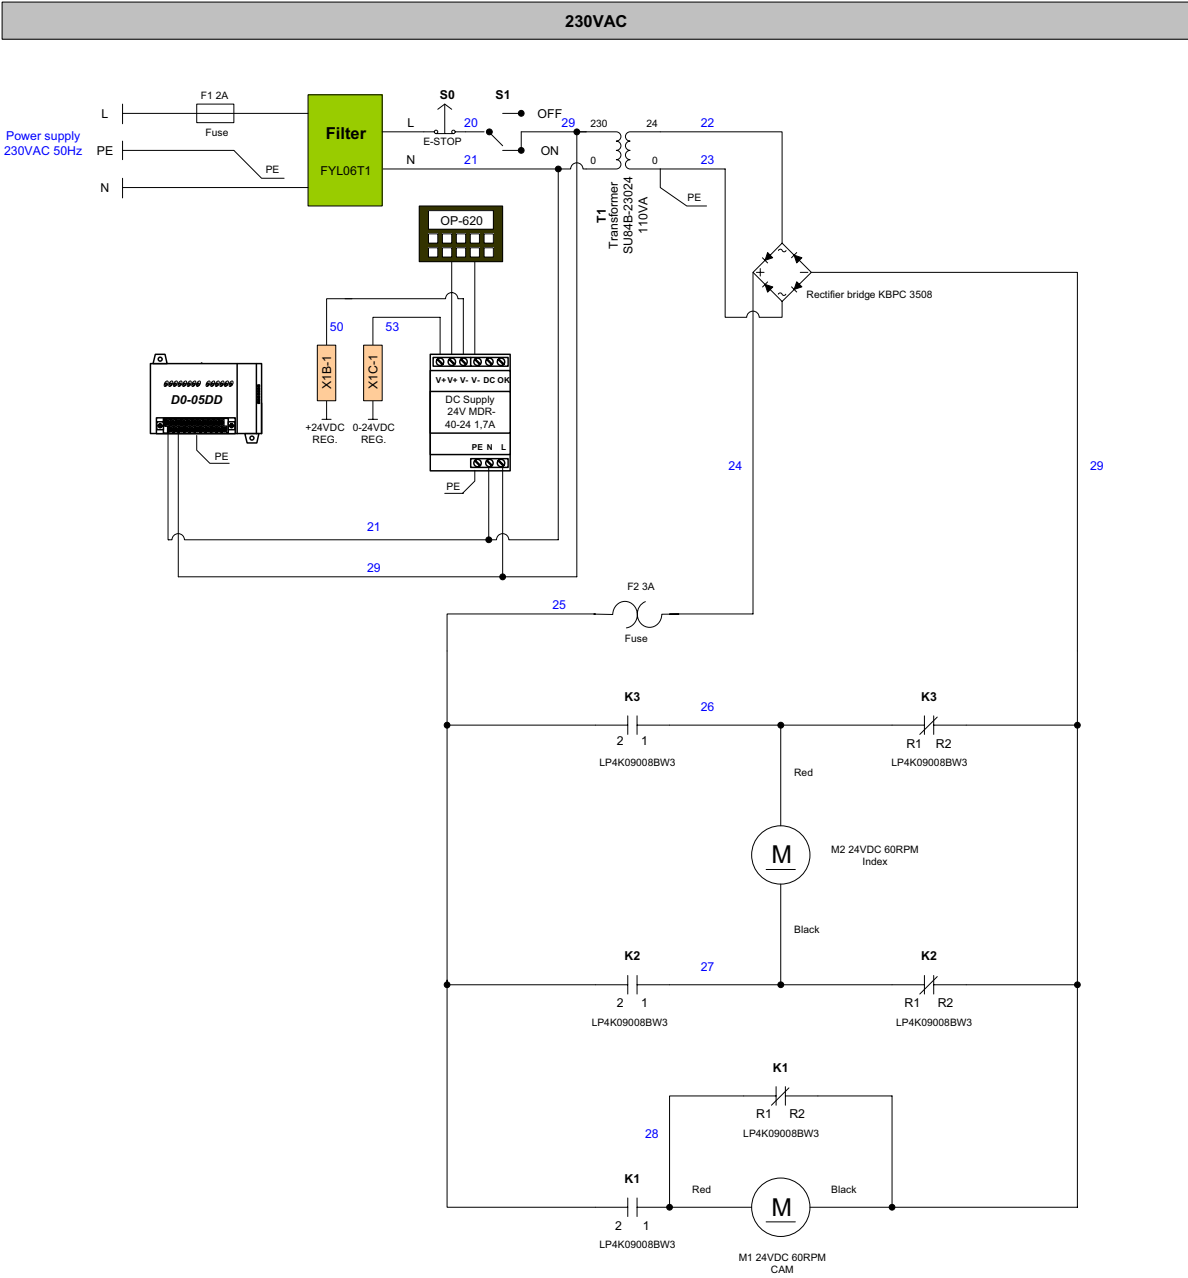 230VAC
F1 2A
Fuse
L
Power supply
230VAC 50Hz
PE
PE
N
Filter
FYL06T1
L
N
S0
E-STOP
20
21
S1
OFF
ON
29
230
0
24
0
22
23
PE
T1
Transformer
SU84B-23024
110VA
~
+
–
~
Rectifier bridge KBPC 3508
OP-620
50
53
X1B-1
X1C-1
+24VDC
REG.
0-24VDC
REG.
D0-05DD
PE
V+ V+ V- V- DC OK
DC Supply
24V MDR-
40-24 1,7A
PE N L
PE
21
29
24
29
25
F2 3A
Fuse
K3
2 1
LP4K09008BW3
26
K3
R1 R2
LP4K09008BW3
Red
M
M2 24VDC 60RPM
Index
Black
K2
2 1
LP4K09008BW3
27
K2
R1 R2
LP4K09008BW3
K1
R1 R2
LP4K09008BW3
28
K1
2 1
LP4K09008BW3
Red
M
Black
M1 24VDC 60RPM
CAM